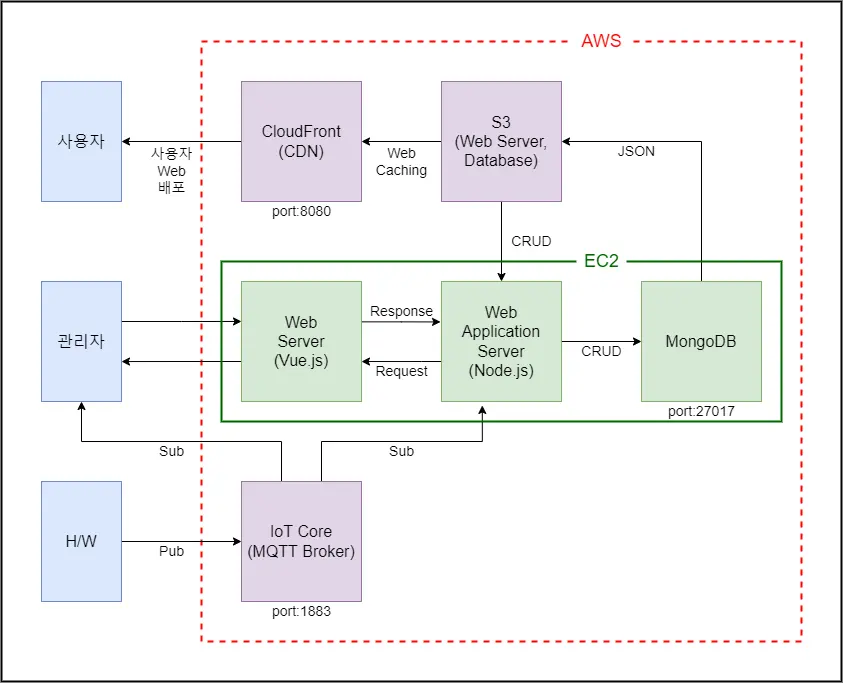 AWS
사용자
CloudFront
(CDN)
S3
(Web Server,
Database)
사용자
Web
배포
Web
Caching
JSON
port:8080
CRUD
EC2
관리자
Web
Server
(Vue.js)
Response
Request
Web
Application
Server
(Node.js)
CRUD
MongoDB
port:27017
Sub
Sub
H/W
Pub
IoT Core
(MQTT Broker)
port:1883